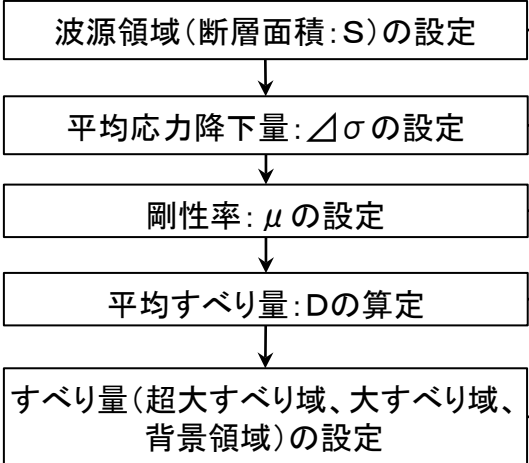 波源領域(断層面積:S)の設定
平均応力降下量:⊿σの設定
剛性率:μの設定
平均すべり量:Dの算定
すべり量(超大すべり域、大すべり域、
背景領域)の設定